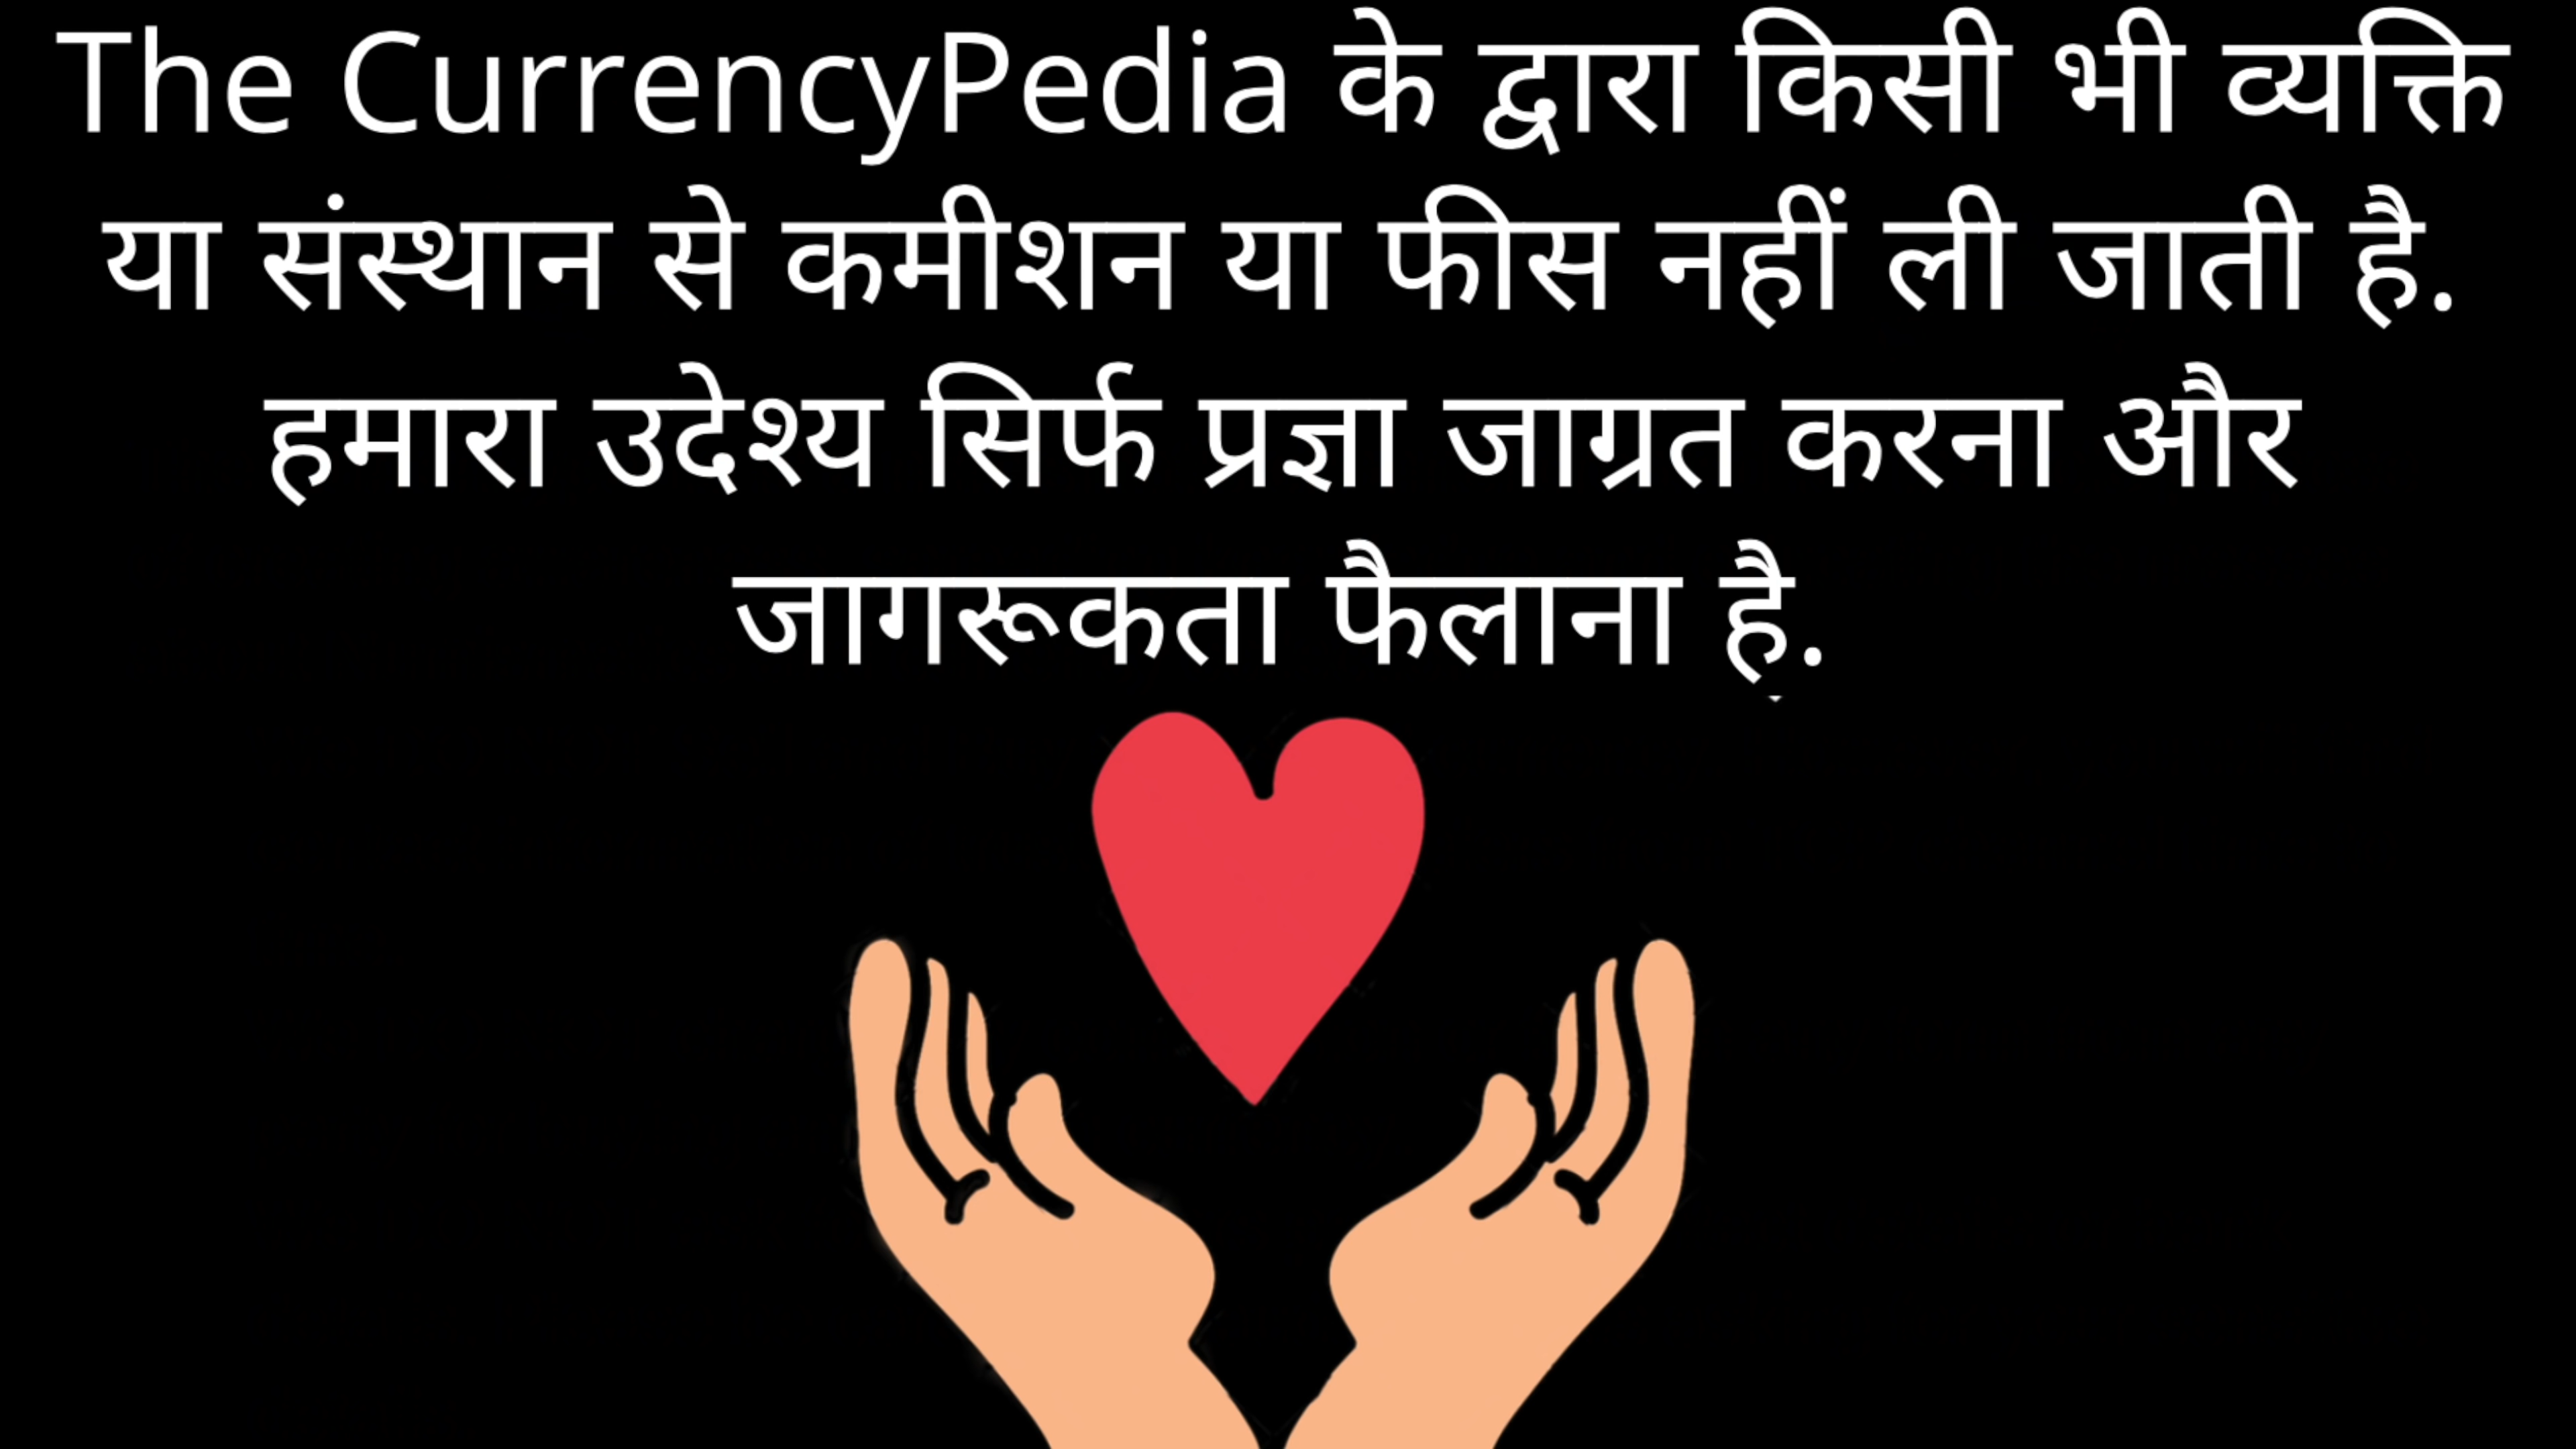 The CurrencyPedia के द्वारा किसी भी व्यक्ति
या संस्थान से कमीशन या फीस नहीं ली जाती है.
हमारा उदेश्य सिर्फ प्रज्ञा जाग्रत करना और
जागरूकता फैलाना है.